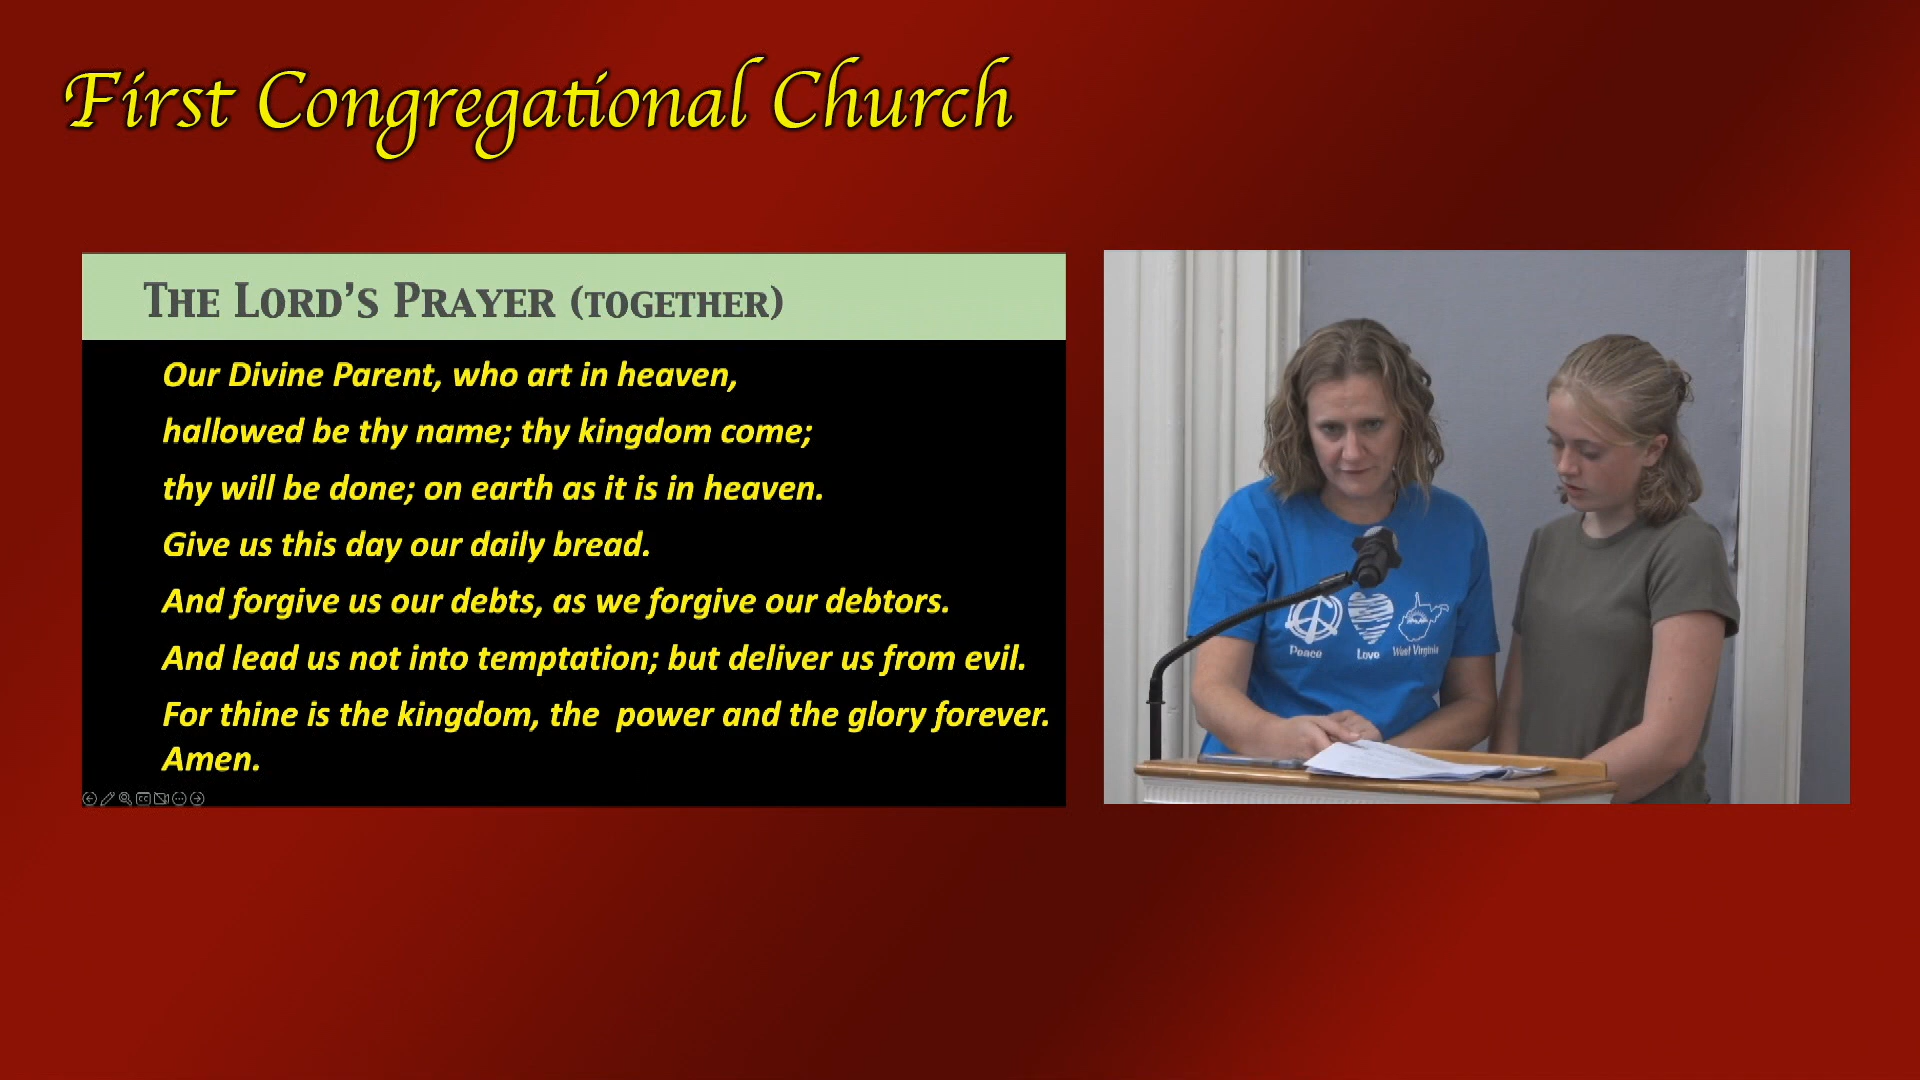 First Congregational Church
The Lord's Prayer (together)
Our Divine Parent, who art in heaven,
hallowed be thy name; thy kingdom come;
thy will be done; on earth as it is in heaven.
Give us this day our daily bread.
And forgive us our debts, as we forgive our debtors.
And lead us not into temptation; but deliver us from evil.
For thine is the kingdom, the  power and the glory forever.
Amen.
Peace Love West Virginia